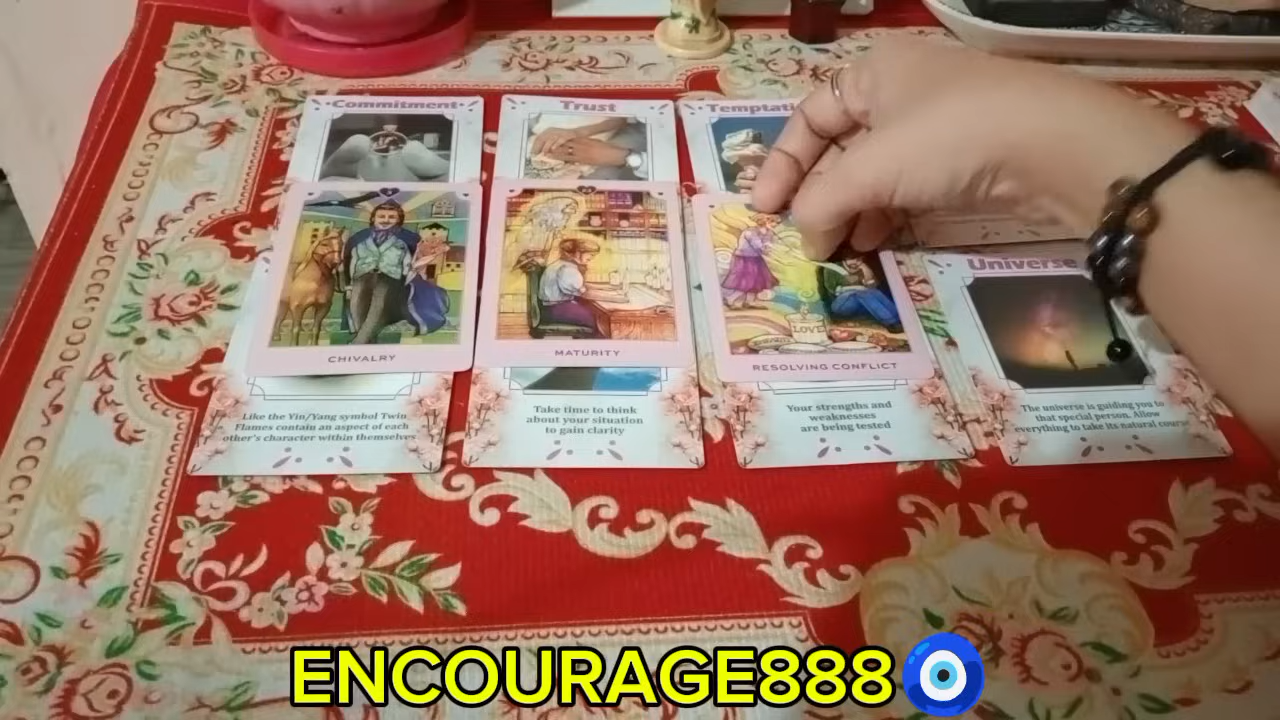 Commitment
Trust
Universe
LOVE
CHIVALRY
MATURITY
RESOLVING CONFLICT
Like the Yin/Yang symbol Twin
Flames contain an aspect of each
other's character within themselves
Take time to think
about your situation
to gain clarity
Your strengths and
weaknesses
are being tested
The universe is guiding you to
that special person. Allow
everything to take its natural course
ENCOURAGE888